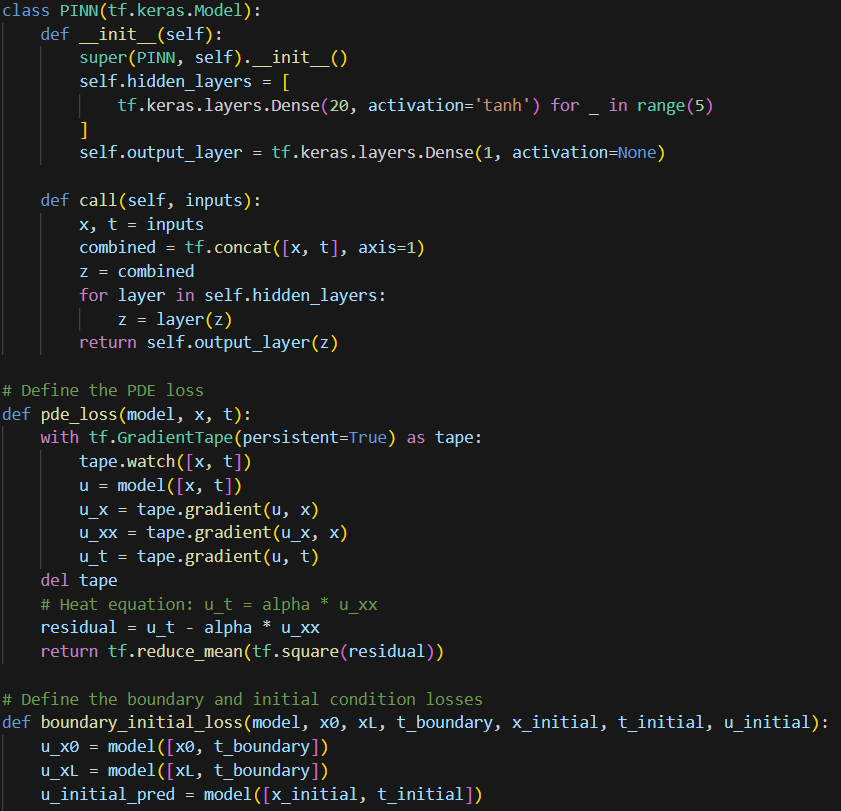 class PINN(tf.keras.Model):
    def __init__(self):
        super(PINN, self).__init__()
        self.hidden_layers = [
            tf.keras.layers.Dense(20, activation='tanh') for _ in range(5)
        ]
        self.output_layer = tf.keras.layers.Dense(1, activation=None)

    def call(self, inputs):
        x, t = inputs
        combined = tf.concat([x, t], axis=1)
        z = combined
        for layer in self.hidden_layers:
            z = layer(z)
        return self.output_layer(z)

# Define the PDE loss
def pde_loss(model, x, t):
    with tf.GradientTape(persistent=True) as tape:
        tape.watch([x, t])
        u = model([x, t])
        u_x = tape.gradient(u, x)
        u_xx = tape.gradient(u_x, x)
        u_t = tape.gradient(u, t)
    del tape
    # Heat equation: u_t = alpha * u_xx
    residual = u_t - alpha * u_xx
    return tf.reduce_mean(tf.square(residual))

# Define the boundary and initial condition losses
def boundary_initial_loss(model, x0, xL, t_boundary, x_initial, t_initial, u_initial):
    u_x0 = model([x0, t_boundary])
    u_xL = model([xL, t_boundary])
    u_initial_pred = model([x_initial, t_initial])